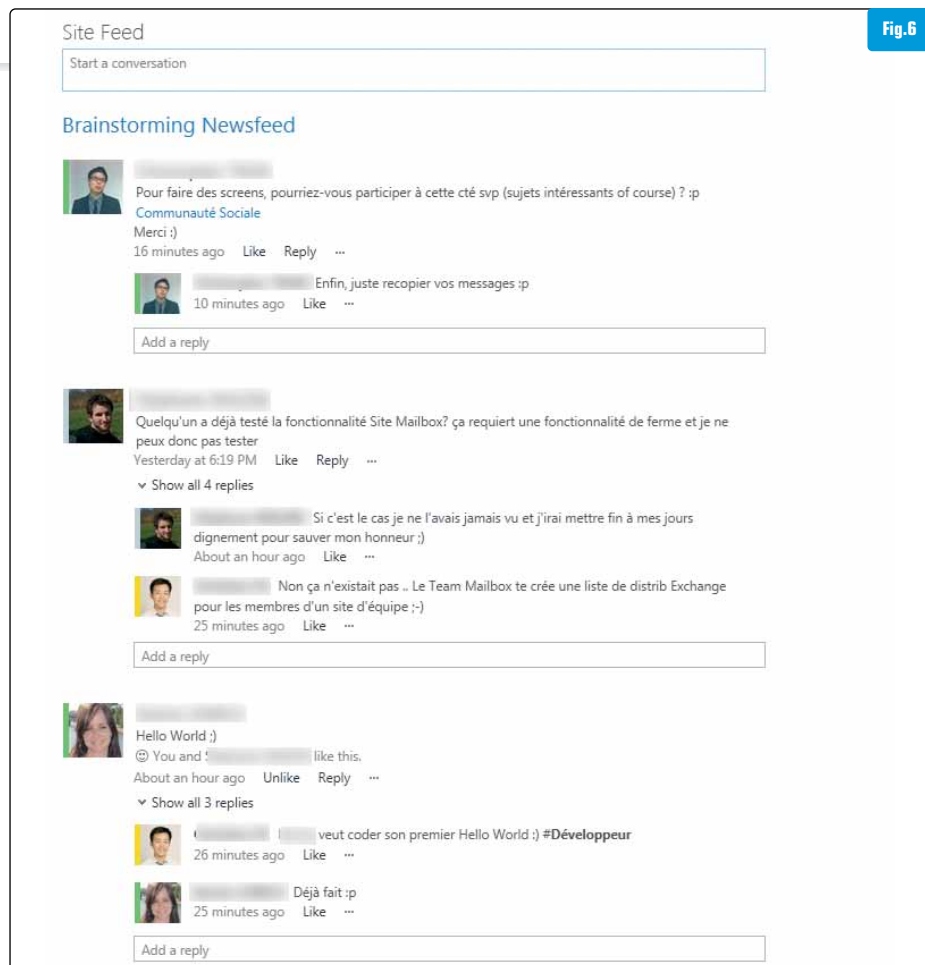 Site Feed
Fig.6
Start a conversation
Brainstorming Newsfeed
Pour faire des screens, pourriez-vous participer à cette cté svp (sujets intéressants of course) ? :p
Communauté Sociale
Merci :)
16 minutes ago Like Reply ...
Enfin, juste recopier vos messages :p
10 minutes ago Like ...
Add a reply
Quelqu'un a déjà testé la fonctionnalité Site Mailbox? ça requiert une fonctionnalité de ferme et je ne
peux donc pas tester
Yesterday at 6:19 PM Like Reply ...
Show all 4 replies
Si c'est le cas je ne l'avais jamais vu et j'irai mettre fin à mes jours
dignement pour sauver mon honneur ;)
About an hour ago Like ...
Non ça n'existait pas .. Le Team Mailbox te crée une liste de distrib Exchange
pour les membres d'un site d'équipe ;-)
25 minutes ago Like ...
Add a reply
Hello World ;)
You and like this.
About an hour ago Unlike Reply ...
Show all 3 replies
veut coder son premier Hello World :) #Développeur
26 minutes ago Like ...
Déjà fait :p
25 minutes ago Like ...
Add a reply